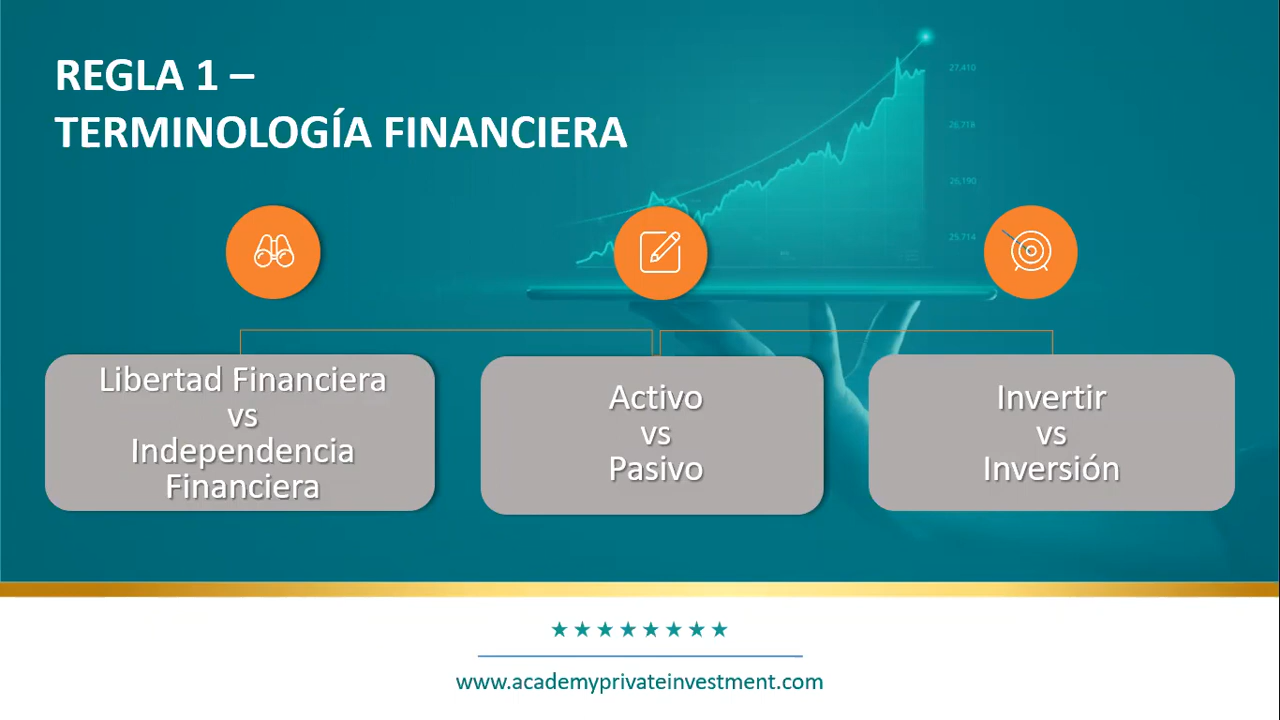 REGLA 1 –
TERMINOLOGÍA FINANCIERA
27,410
26,718
26,190
25,714
Libertad Financiera
vs
Independencia
Financiera
Activo
vs
Pasivo
Invertir
vs
Inversión
www.academyprivateinvestment.com